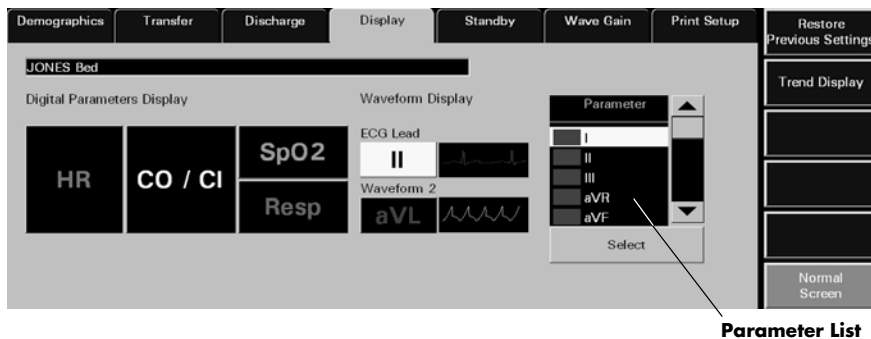 Demographics
Transfer
Discharge
Display
Standby
Wave Gain
Print Setup
Restore
Previous Settings
JONES Bed
Trend Display
Digital Parameters Display
Waveform Display
Parameter
ECG Lead
HR
CO / CI
SpO2
Resp
II
Waveform 2
aVL
I
II
III
aVR
aVF
Select
Normal
Screen
Parameter List